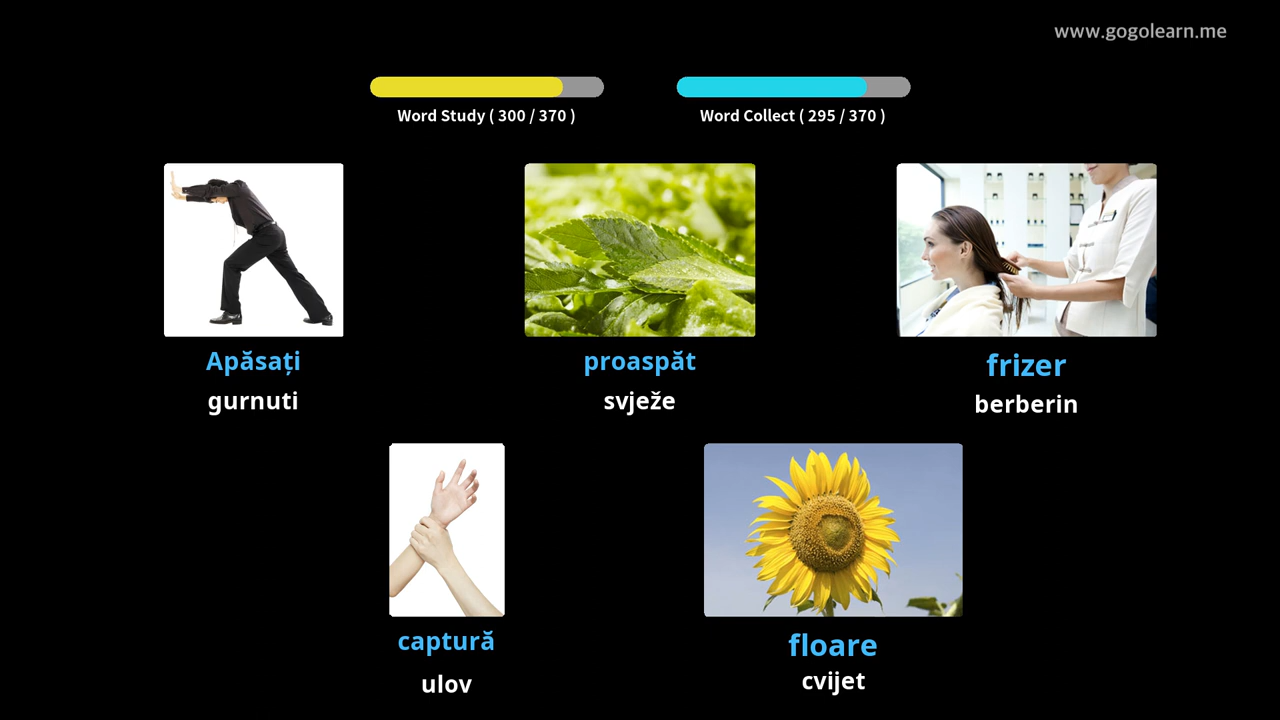 www.gogolearn.me
Word Study ( 300 / 370 )
Word Collect ( 295 / 370 )
Apăsați
gurnuti
proaspăt
svježe
frizer
berberin
captură
ulov
floare
cvijet